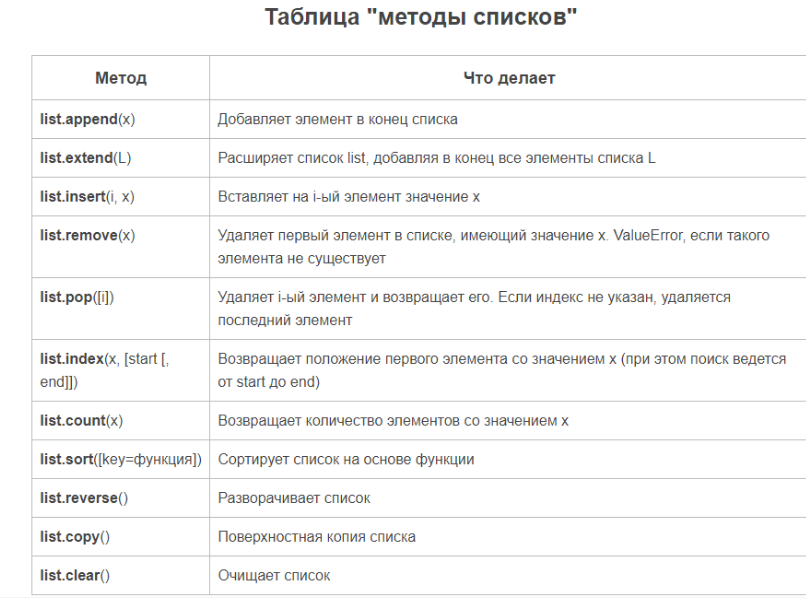 Таблица "методы списков"
Метод Что делает
list.append(x) Добавляет элемент в конец списка
list.extend(L) Расширяет список list, добавляя в конец все элементы списка L
list.insert(i, x) Вставляет на i-ый элемент значение x
list.remove(x) Удаляет первый элемент в списке, имеющий значение x. ValueError, если такого
элемента не существует
list.pop([i]) Удаляет i-ый элемент и возвращает его. Если индекс не указан, удаляется
последний элемент
list.index(x, [start [, Возвращает положение первого элемента со значением x (при этом поиск ведется
end]]) от start до end)
list.count(x) Возвращает количество элементов со значением x
list.sort([key=функция]) Сортирует список на основе функции
list.reverse() Разворачивает список
list.copy() Поверхностная копия списка
list.clear() Очищает список